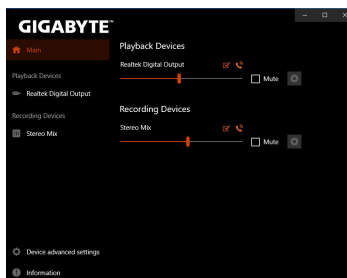 GIGABYTE™
Main
Playback Devices
Realtek Digital Output
Recording Devices
Stereo Mix
Device advanced settings
Information
Playback Devices
Realtek Digital Output
Mute
Recording Devices
Stereo Mix
Mute